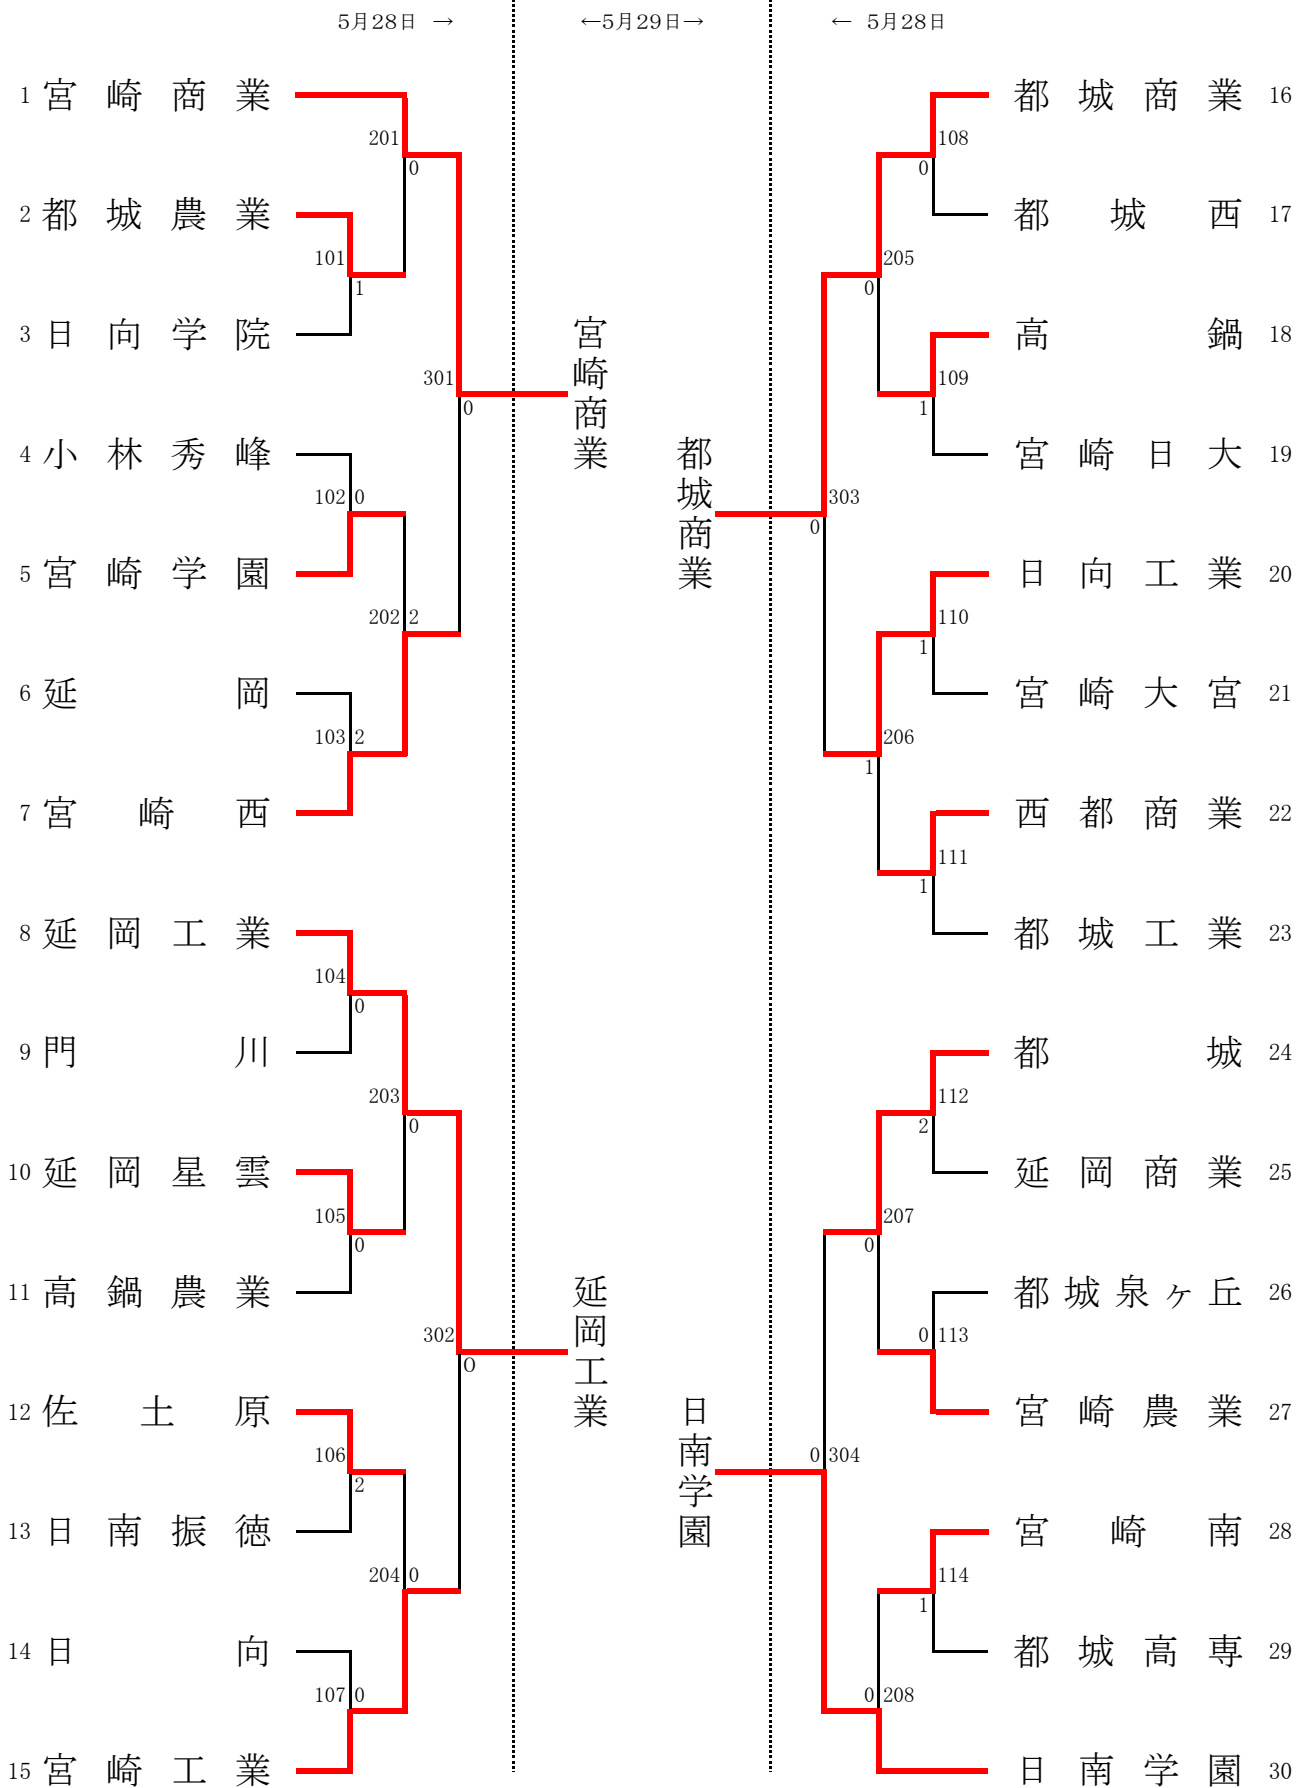 5月28日 →
←5月29日→
← 5月28日
1 宮崎商業
201
0
2 都城農業
101
1
3 日向学院
301
0
4 小林秀峰
102 0
5 宮崎学園
202 2
6 延岡
103 2
7 宮崎西
8 延岡工業
104
0
9 門川
203
0
10 延岡星雲
105
0
11 高鍋農業
302
0
12 佐土原
106
2
13 日南振徳
204 0
14 日向
107 0
15 宮崎工業
宮崎商業
延岡工業
都城商業
日南学園
都城商業 16
108
0
都城西 17
205
0
高鍋 18
109
1
宮崎日大 19
303
0
日向工業 20
110
1
宮崎大宮 21
206
1
西都商業 22
111
1
都城工業 23
都城 24
112
2
延岡商業 25
207
0
都城泉ヶ丘 26
0 113
宮崎農業 27
0 304
宮崎南 28
114
1
都城高専 29
0 208
日南学園 30